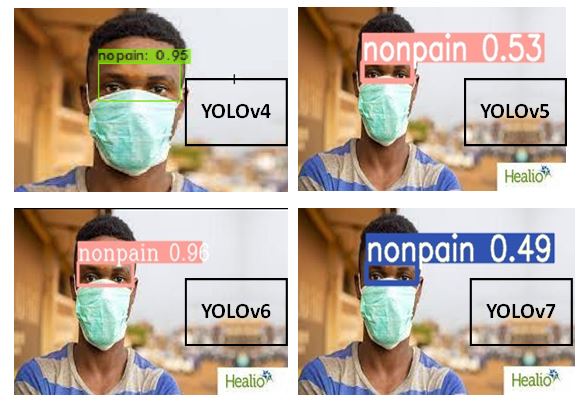 nopain: 0.95
YOLOv4
nonpain 0.53
YOLOv5
Healio
nonpain 0.96
YOLOv6
Healio
nonpain 0.49
YOLOv7
Healio